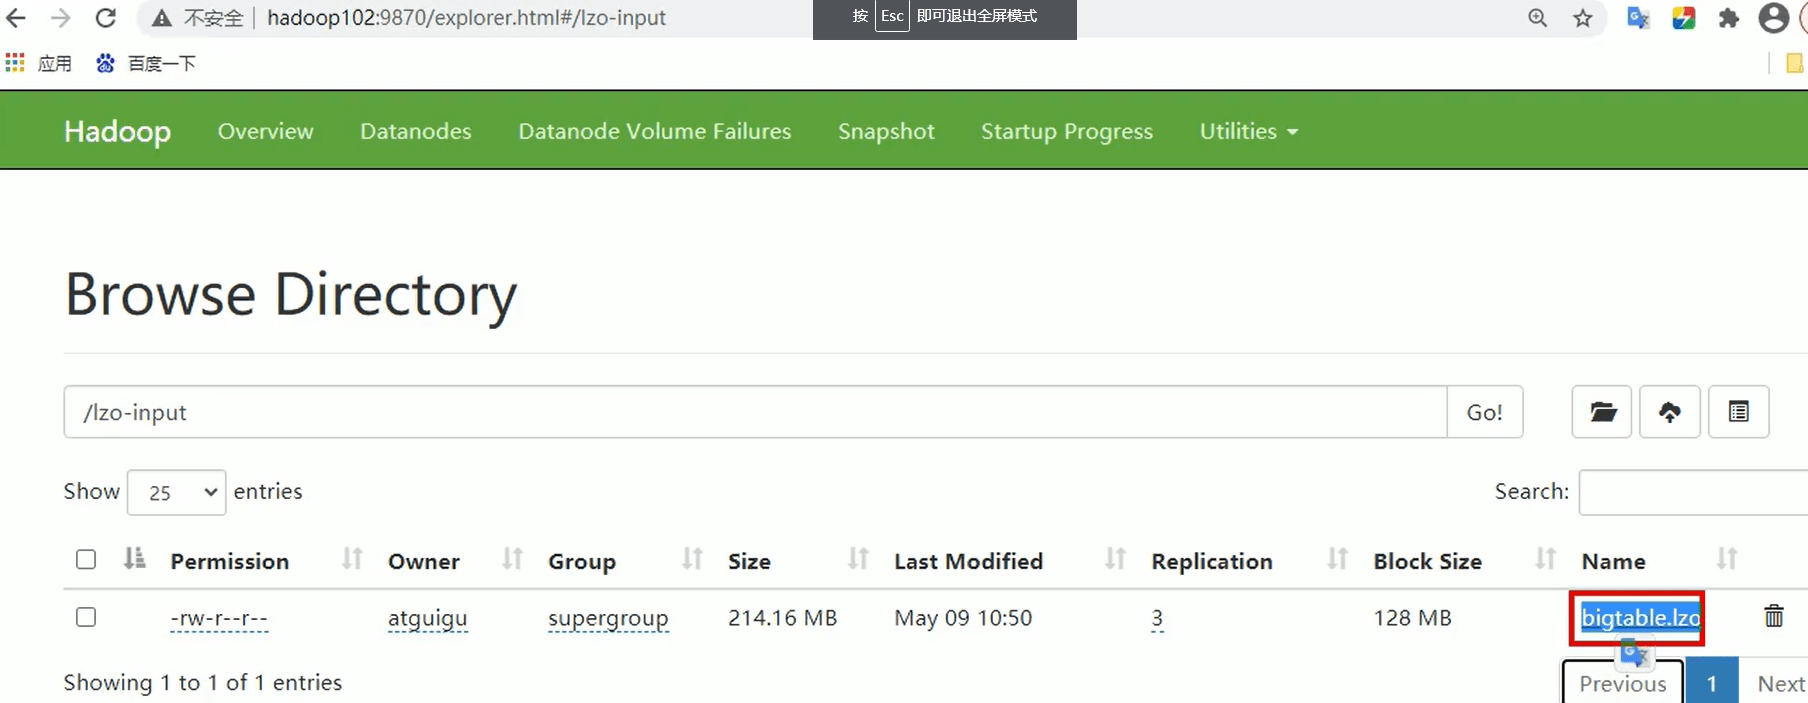 不安全 hadoop102:9870/explorer.html#/lzo-input
按 Esc 即可退出全屏模式
应用 百度一下
Hadoop Overview Datanodes Datanode Volume Failures Snapshot Startup Progress Utilities
Browse Directory
/lzo-input Go!
Show 25 entries Search:
Permission Owner Group Size Last Modified Replication Block Size Name
-rw-r--r-- atguigu supergroup 214.16 MB May 09 10:50 3 128 MB bigtable.lzo
Showing 1 to 1 of 1 entries Previous 1 Next